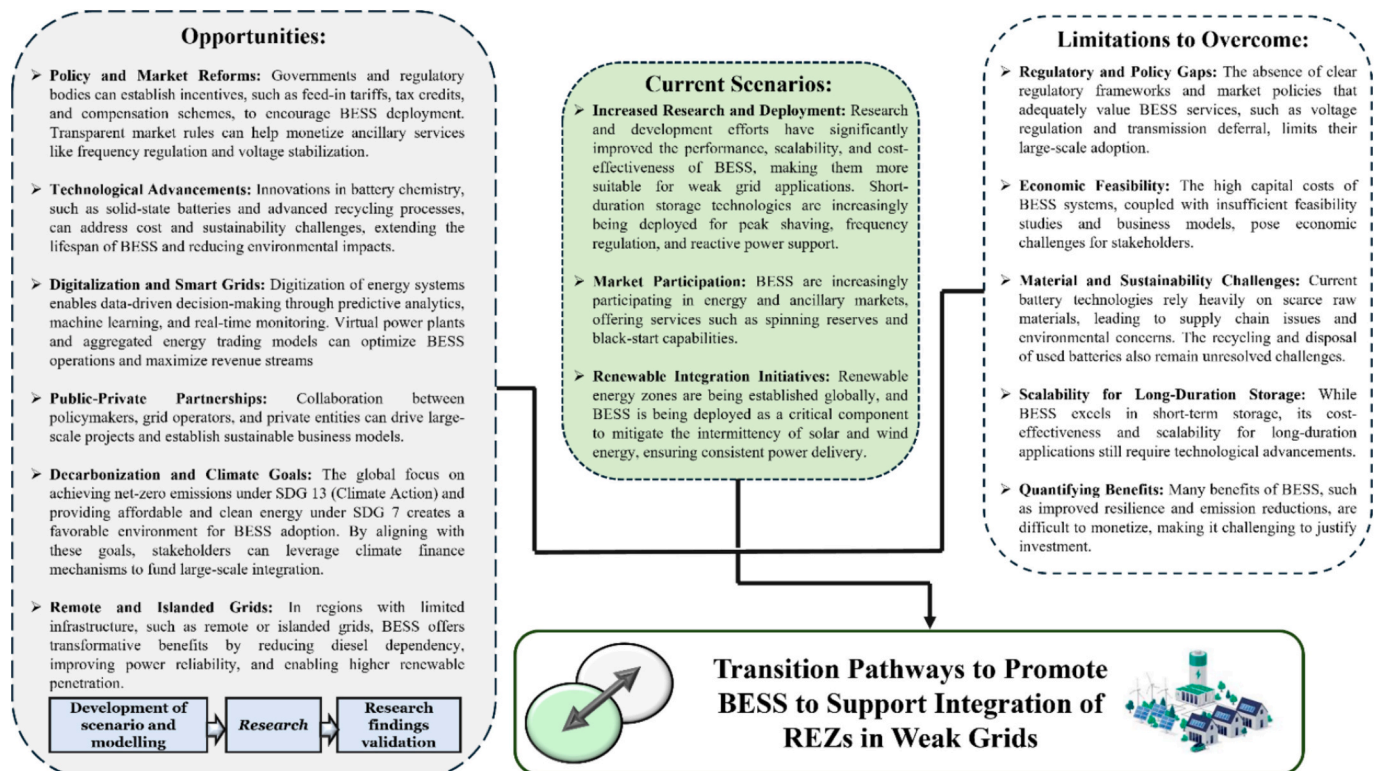 Opportunities:
➢ Policy and Market Reforms: Governments and regulatory
bodies can establish incentives, such as feed-in tariffs, tax credits,
and compensation schemes, to encourage BESS deployment.
Transparent market rules can help monetize ancillary services
like frequency regulation and voltage stabilization.
➢ Technological Advancements: Innovations in battery chemistry,
such as solid-state batteries and advanced recycling processes,
can address cost and sustainability challenges, extending the
lifespan of BESS and reducing environmental impacts.
➢ Digitalization and Smart Grids: Digitization of energy systems
enables data-driven decision-making through predictive analytics,
machine learning, and real-time monitoring. Virtual power plants
and aggregated energy trading models can optimize BESS
operations and maximize revenue streams
➢ Public-Private Partnerships: Collaboration between
policymakers, grid operators, and private entities can drive large-
scale projects and establish sustainable business models.
➢ Decarbonization and Climate Goals: The global focus on
achieving net-zero emissions under SDG 13 (Climate Action) and
providing affordable and clean energy under SDG 7 creates a
favorable environment for BESS adoption. By aligning with
these goals, stakeholders can leverage climate finance
mechanisms to fund large-scale integration.
➢ Remote and Islanded Grids: In regions with limited
infrastructure, such as remote or islanded grids, BESS offers
transformative benefits by reducing diesel dependency,
improving power reliability, and enabling higher renewable
penetration.
Development of
scenario and
modelling
Research
Research
findings
validation
Current Scenarios:
➢ Increased Research and Deployment: Research
and development efforts have significantly
improved the performance, scalability, and cost-
effectiveness of BESS, making them more
suitable for weak grid applications. Short-
duration storage technologies are increasingly
being deployed for peak shaving, frequency
regulation, and reactive power support.
➢ Market Participation: BESS are increasingly
participating in energy and ancillary markets,
offering services such as spinning reserves and
black-start capabilities.
➢ Renewable Integration Initiatives: Renewable
energy zones are being established globally, and
BESS is being deployed as a critical component
to mitigate the intermittency of solar and wind
energy, ensuring consistent power delivery.
Limitations to Overcome:
➢ Regulatory and Policy Gaps: The absence of clear
regulatory frameworks and market policies that
adequately value BESS services, such as voltage
regulation and transmission deferral, limits their
large-scale adoption.
➢ Economic Feasibility: The high capital costs of
BESS systems, coupled with insufficient feasibility
studies and business models, pose economic
challenges for stakeholders.
➢ Material and Sustainability Challenges: Current
battery technologies rely heavily on scarce raw
materials, leading to supply chain issues and
environmental concerns. The recycling and disposal
of used batteries also remain unresolved challenges.
➢ Scalability for Long-Duration Storage: While
BESS excels in short-term storage, its cost-
effectiveness and scalability for long-duration
applications still require technological advancements.
➢ Quantifying Benefits: Many benefits of BESS, such
as improved resilience and emission reductions, are
difficult to monetize, making it challenging to justify
investment.
Transition Pathways to Promote
BESS to Support Integration of
REZs in Weak Grids